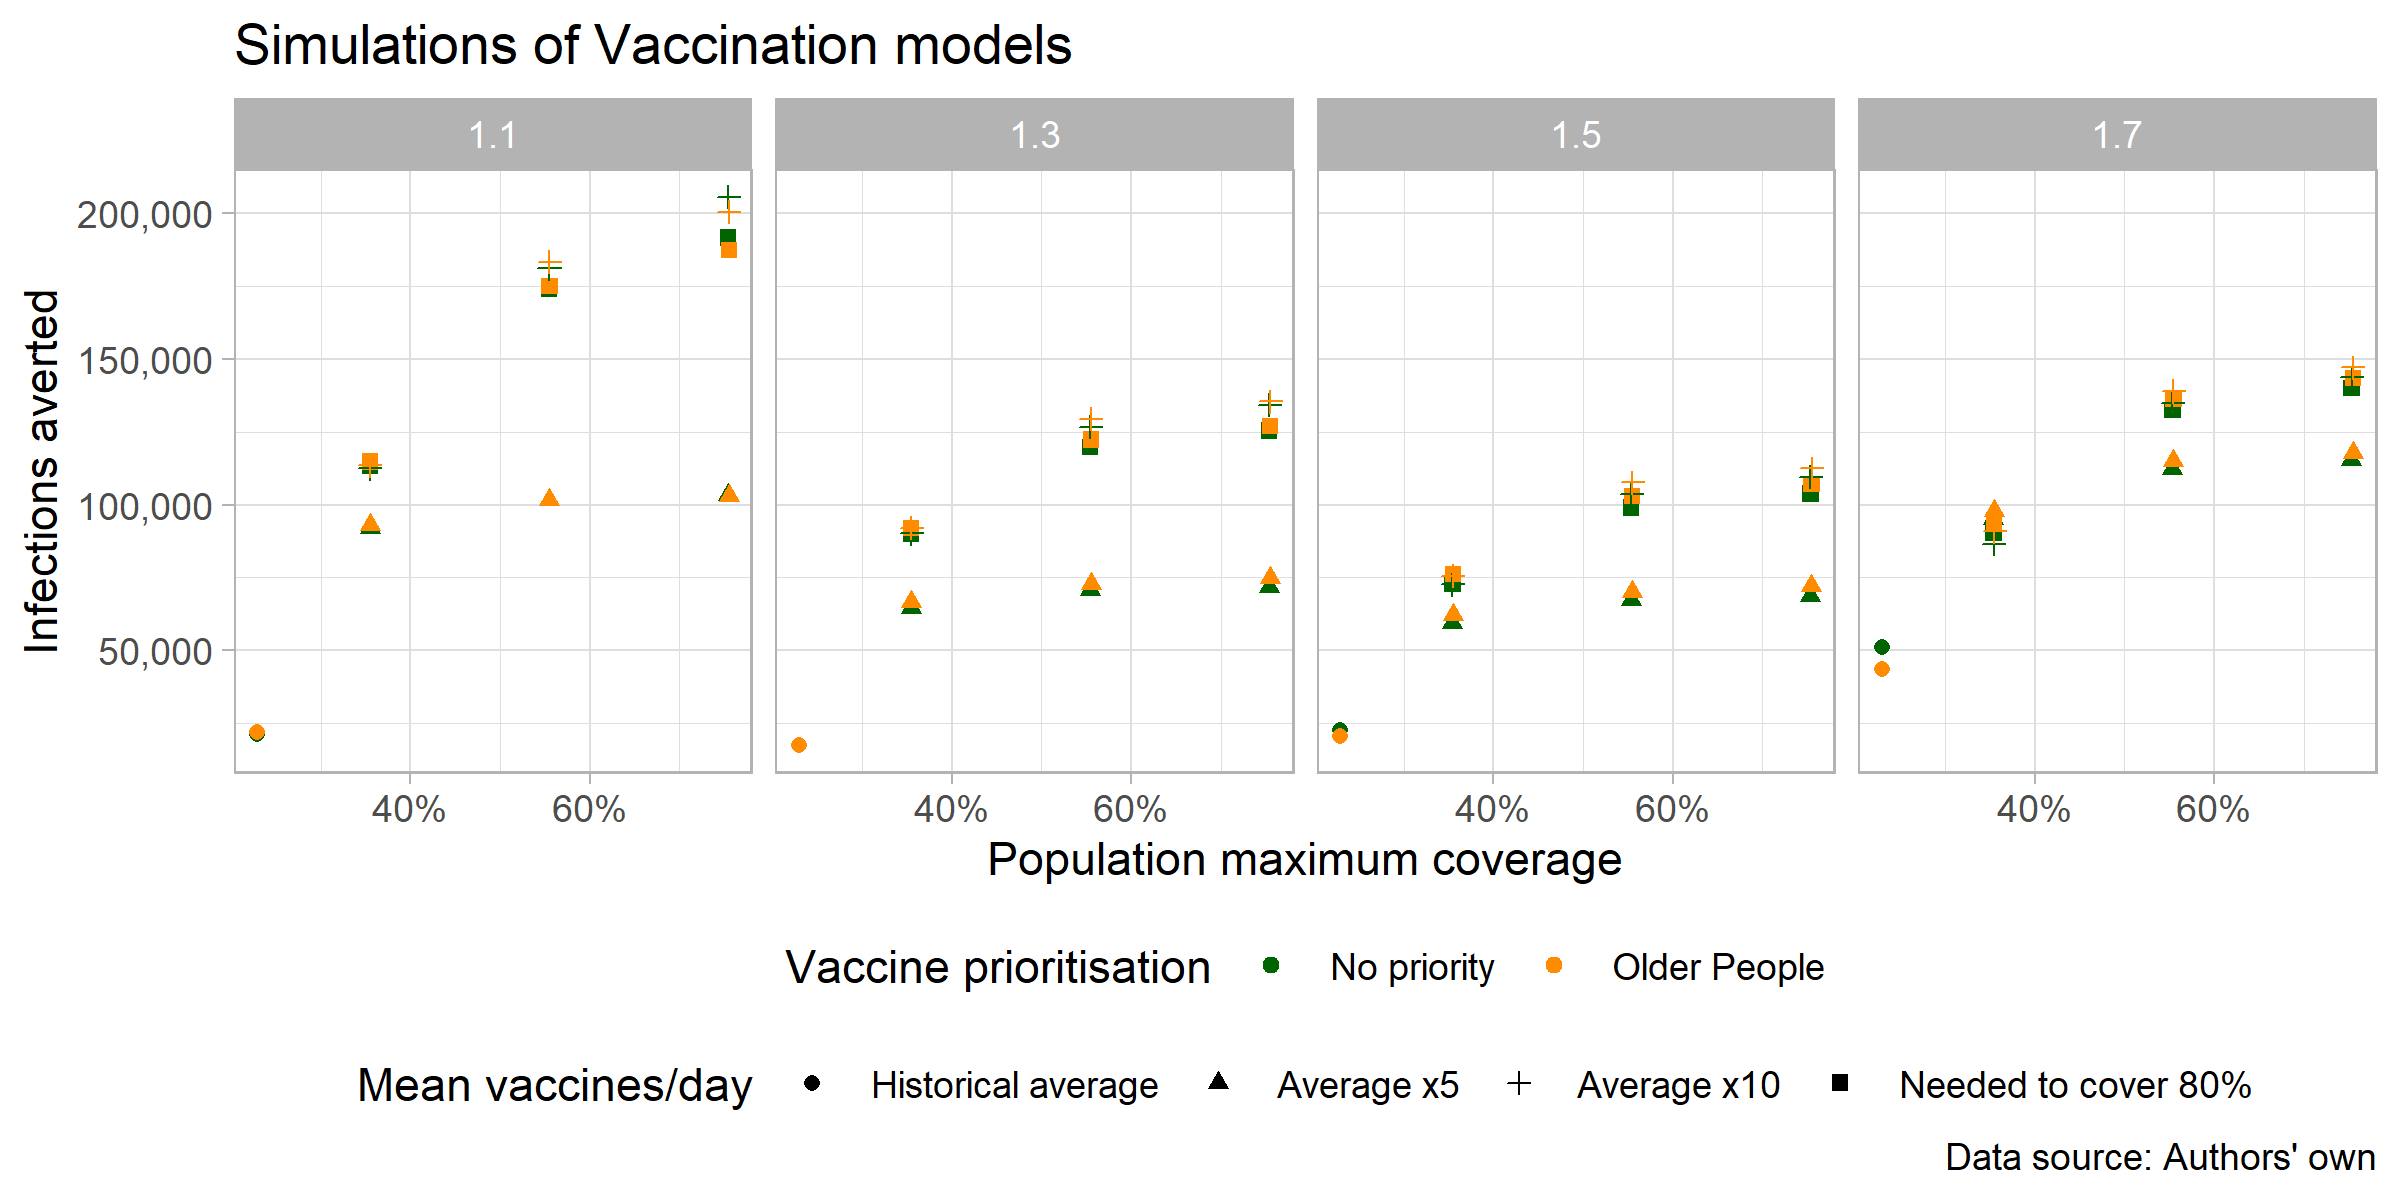 Simulations of Vaccination models
1.1 1.3 1.5 1.7
200,000
150,000
100,000
50,000
Infections averted
40% 60% 40% 60% 40% 60% 40% 60%
Population maximum coverage
Vaccine prioritisation No priority Older People
Mean vaccines/day Historical average Average x5 Average x10 Needed to cover 80%
Data source: Authors' own